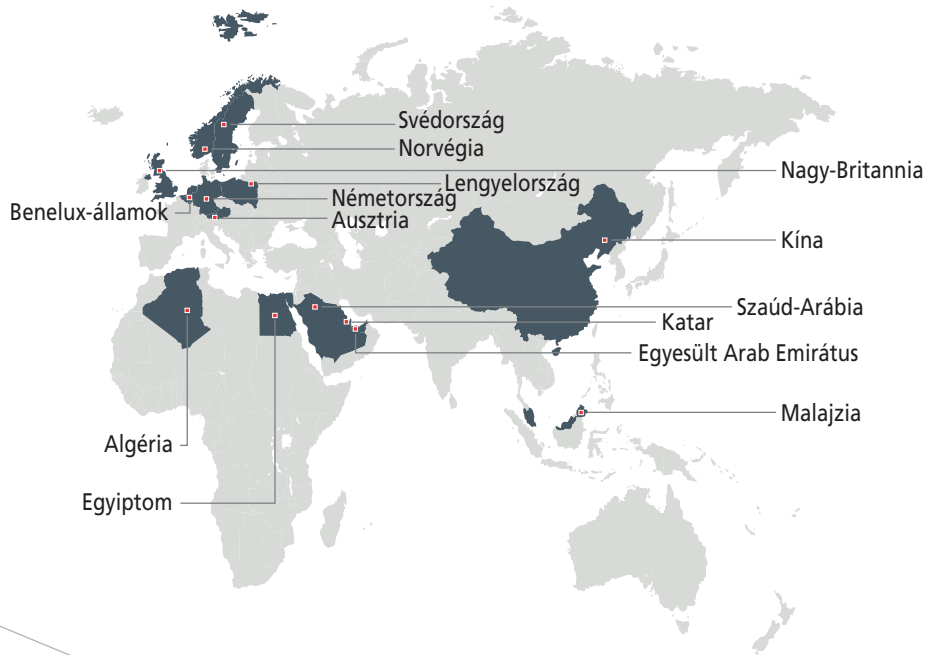 Svédország
Norvégia
Nagy-Britannia
Lengyelország
Németország
Benelux-államok
Ausztria
Kína
Szaúd-Arábia
Katar
Egyesült Arab Emirátus
Malajzia
Algéria
Egyiptom